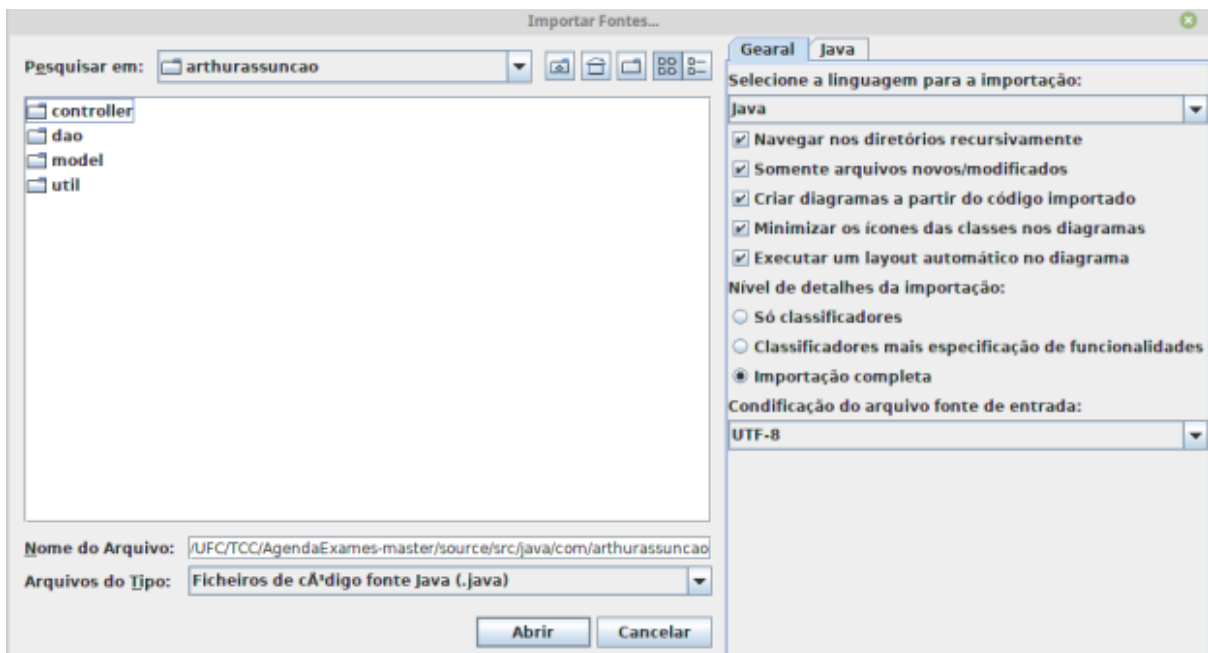 Importar Fontes...
Pesquisar em: arthurassuncao
controller
dao
model
util
Nome do Arquivo: /UFC/TCC/AgendaExames-master/source/src/java/com/arthurassuncao
Arquivos do Tipo: Ficheiros de cÃ³digo fonte Java (.java)
Abrir Cancelar
Gearal Java
Selecione a linguagem para a importação:
Java
Navegar nos diretórios recursivamente
Somente arquivos novos/modificados
Criar diagramas a partir do código importado
Minimizar os ícones das classes nos diagramas
Executar um layout automático no diagrama
Nível de detalhes da importação:
Só classificadores
Classificadores mais especificação de funcionalidades
Importação completa
Condificação do arquivo fonte de entrada:
UTF-8